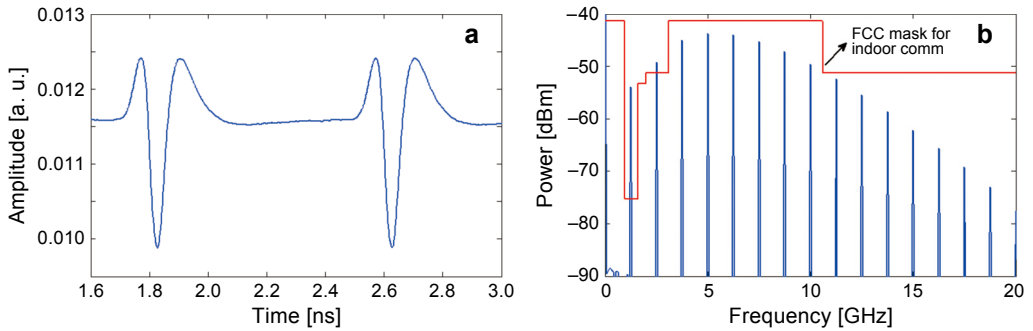 a
0.013
0.012
0.011
0.010
Amplitude [a. u.]
1.6
1.8
2.0
2.2
2.4
2.6
2.8
3.0
Time [ns]
b
FCC mask for
indoor comm
–40
–50
–60
–70
–80
–90
Power [dBm]
0
5
10
15
20
Frequency [GHz]